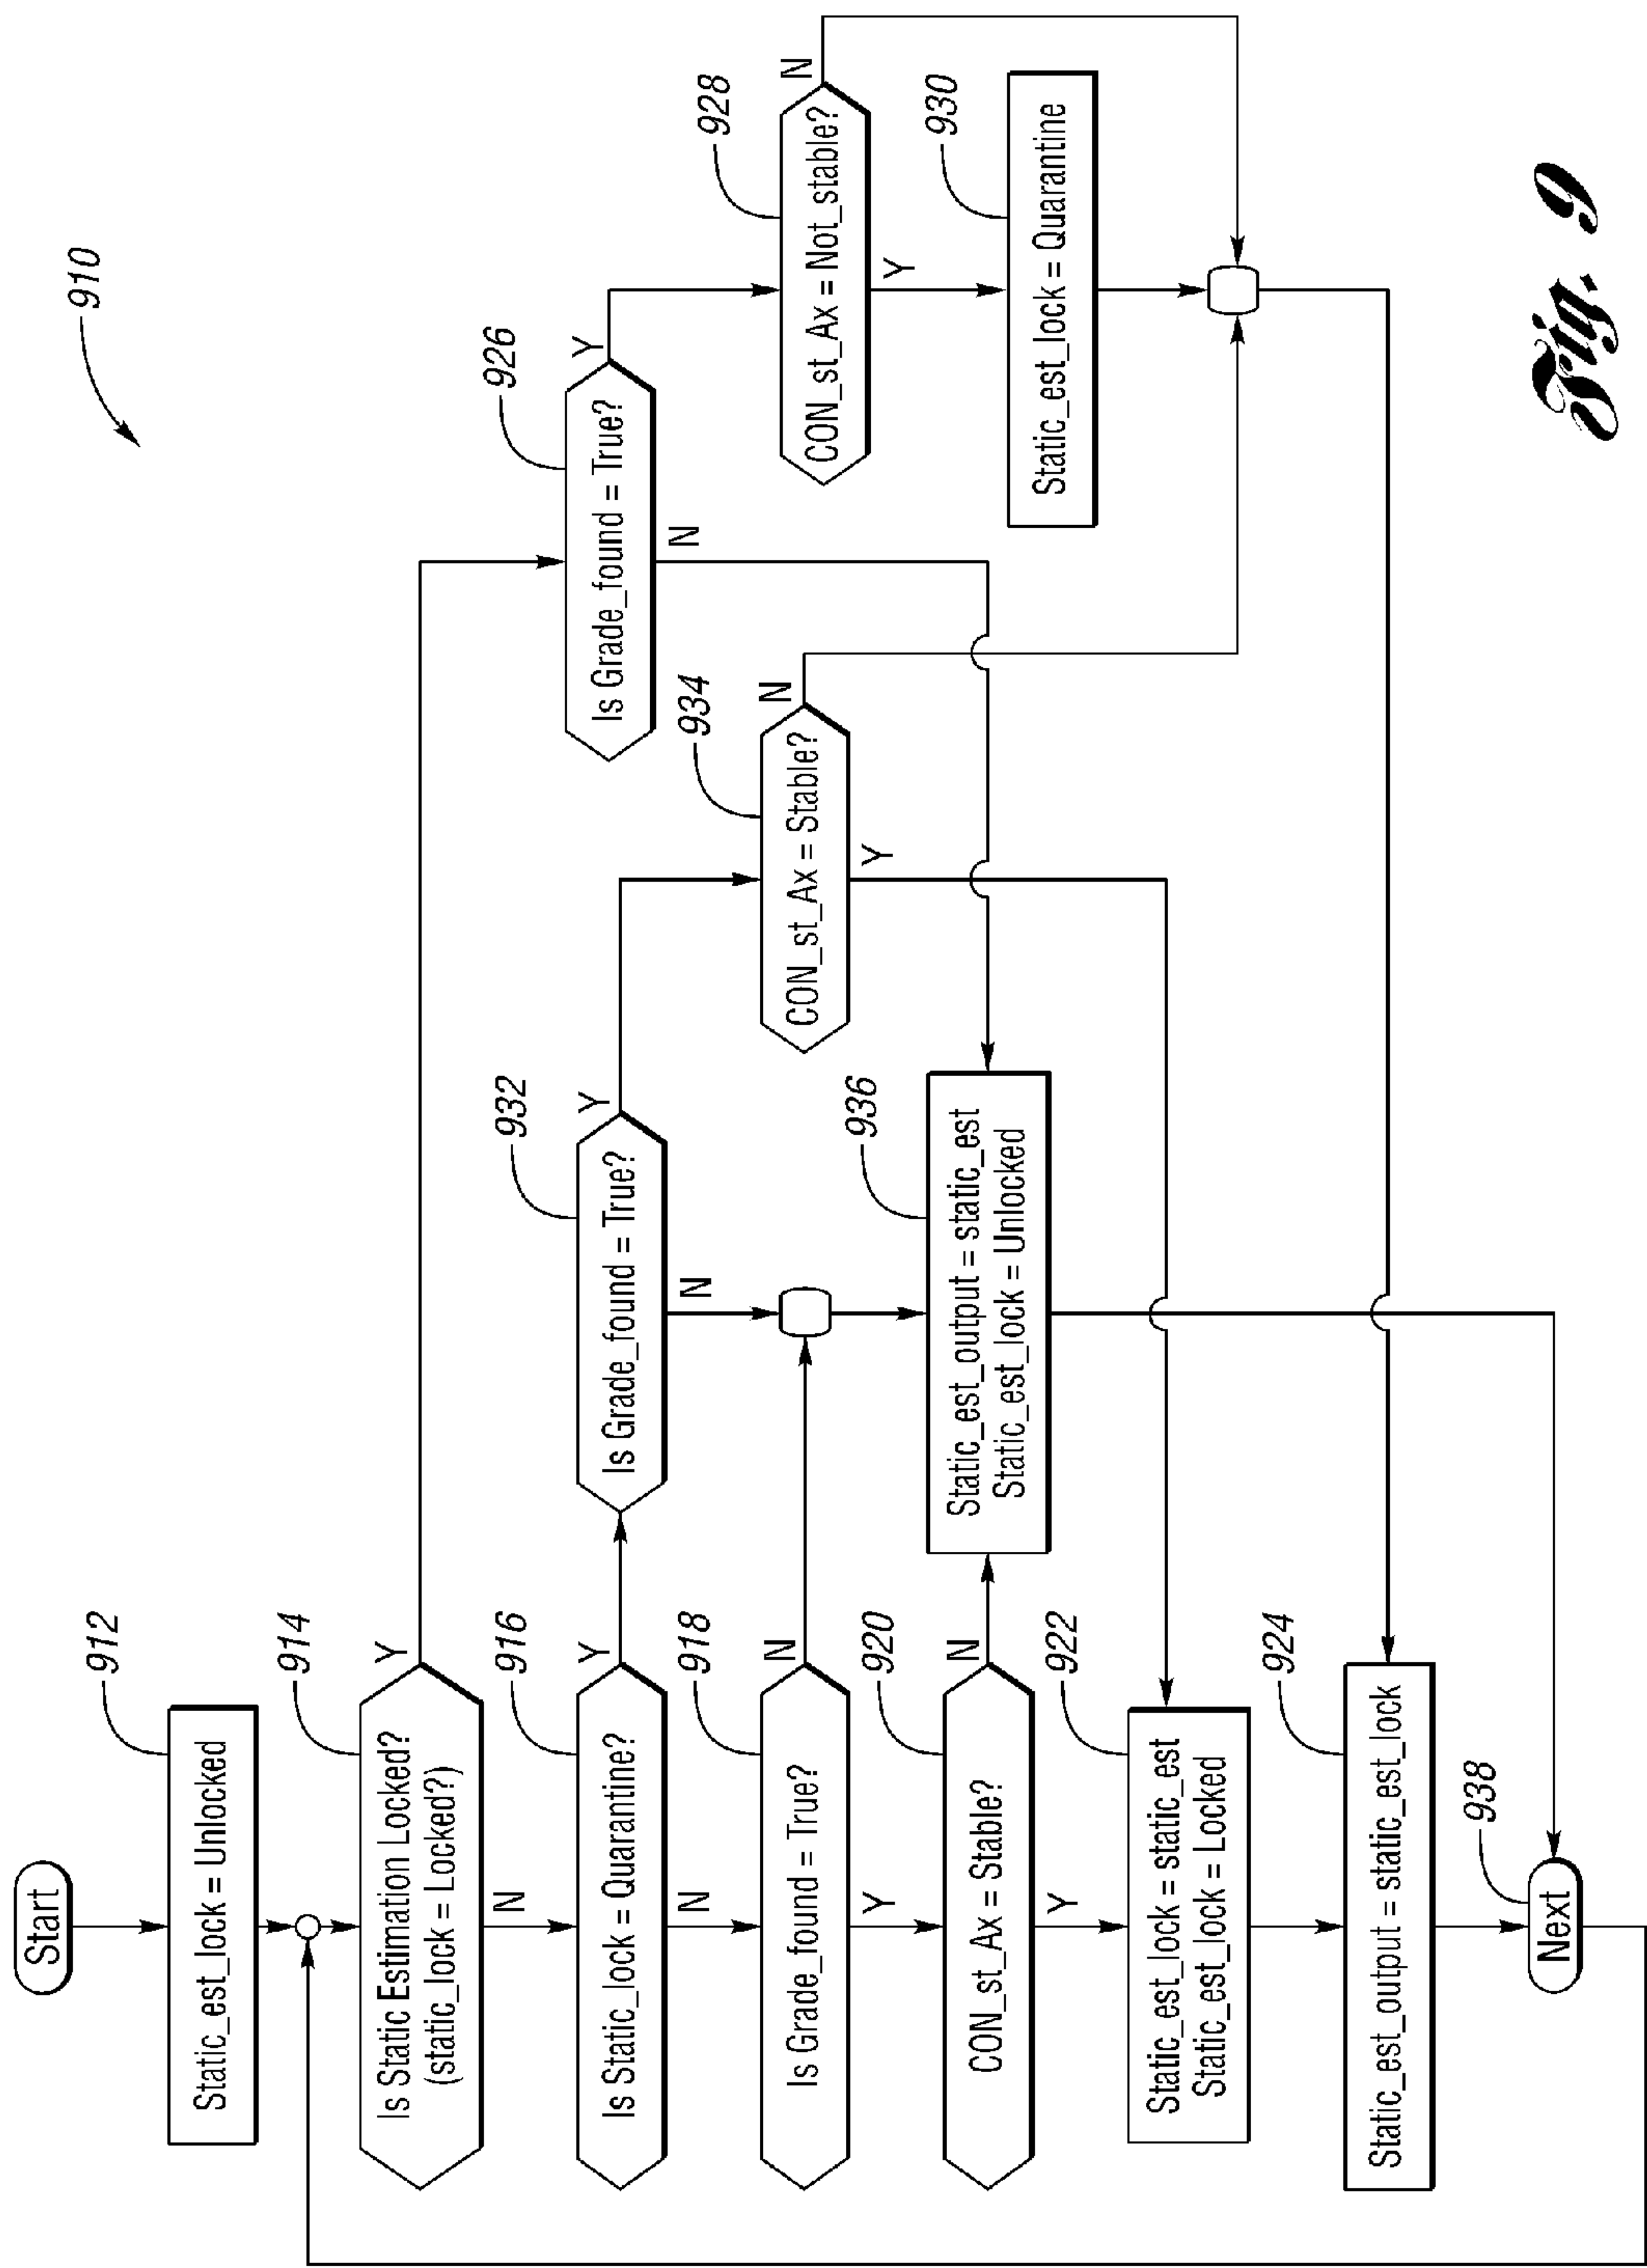 910
Start
912
Static_est_lock = Unlocked
914
Is Static Estimation Locked?
(static_lock = Locked?)
Y
N
916
Is Static_lock = Quarantine?
Y
N
918
Is Grade_found = True?
N
Y
920
CON_st_Ax = Stable?
N
Y
922
Static_est_lock = static_est
Static_est_lock = Locked
924
Static_est_output = static_est_lock
938
Next
932
Is Grade_found = True?
Y
N
936
Static_est_output = static_est
Static_est_lock = Unlocked
934
CON_st_Ax = Stable?
N
Y
926
Is Grade_found = True?
Y
N
928
CON_st_Ax = Not_stable?
N
Y
930
Static_est_lock = Quarantine
Fig. 9